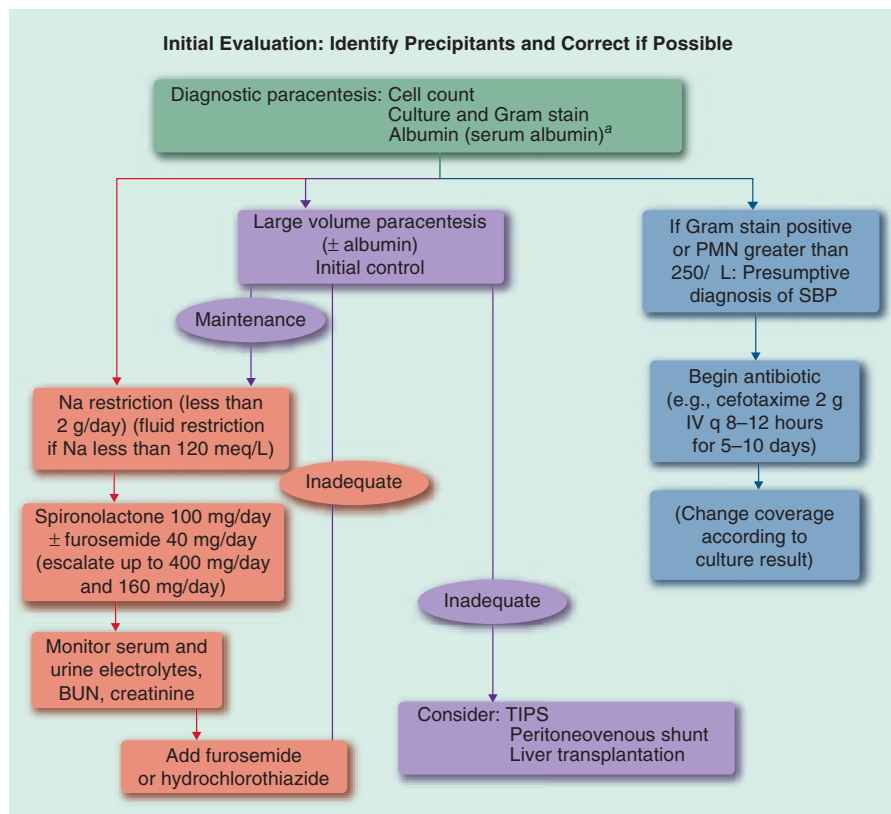 Initial Evaluation: Identify Precipitants and Correct if Possible
Diagnostic paracentesis: Cell count
Culture and Gram stain
Albumin (serum albumin)a
Large volume paracentesis
(± albumin)
Initial control
If Gram stain positive
or PMN greater than
250/ L: Presumptive
diagnosis of SBP
Maintenance
Na restriction (less than
2 g/day) (fluid restriction
if Na less than 120 meq/L)
Begin antibiotic
(e.g., cefotaxime 2 g
IV q 8–12 hours
for 5–10 days)
Inadequate
Spironolactone 100 mg/day
± furosemide 40 mg/day
(escalate up to 400 mg/day
and 160 mg/day)
(Change coverage
according to
culture result)
Inadequate
Monitor serum and
urine electrolytes,
BUN, creatinine
Consider: TIPS
Peritoneovenous shunt
Liver transplantation
Add furosemide
or hydrochlorothiazide